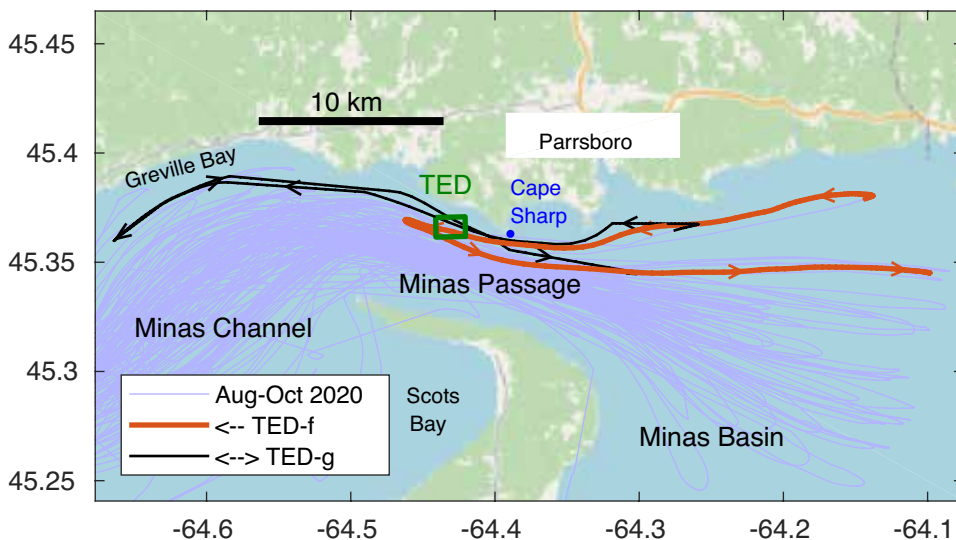 45.45
45.4
45.35
45.3
45.25
10 km
Parrsboro
Greville Bay
TED
Cape
Sharp
Minas Passage
Minas Channel
Scots
Bay
Minas Basin
Aug-Oct 2020
<-- TED-f
<--> TED-g
-64.6
-64.5
-64.4
-64.3
-64.2
-64.1